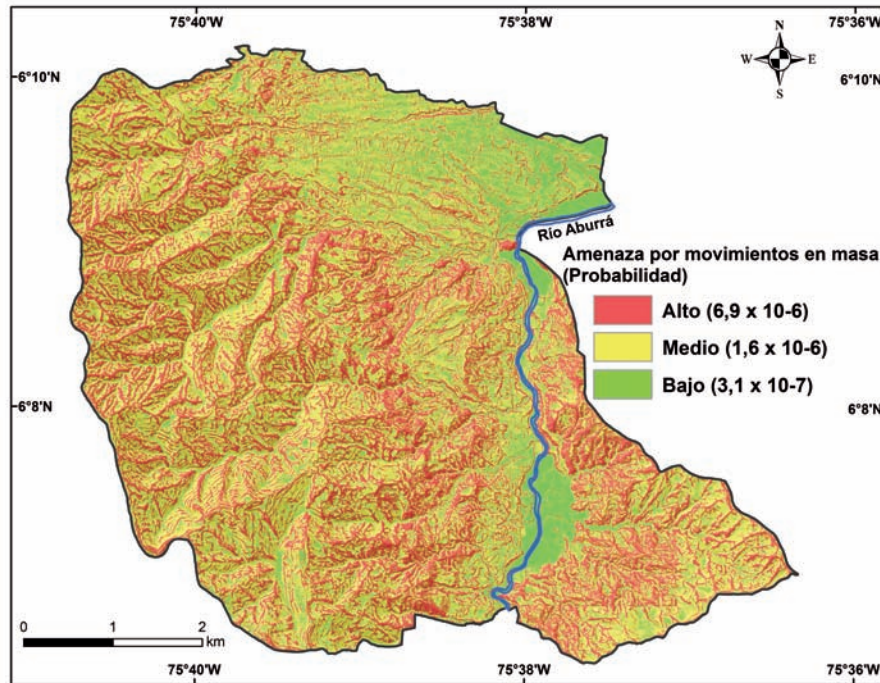 75°40'W 75°38'W 75°36'W
N
W E
S
6°10'N 6°10'N
Río Aburrá
Amenaza por movimientos en masa
(Probabilidad)
Alto (6,9 x 10-6)
Medio (1,6 x 10-6)
Bajo (3,1 x 10-7)
6°8'N 6°8'N
0 1 2
km
75°40'W 75°38'W 75°36'W